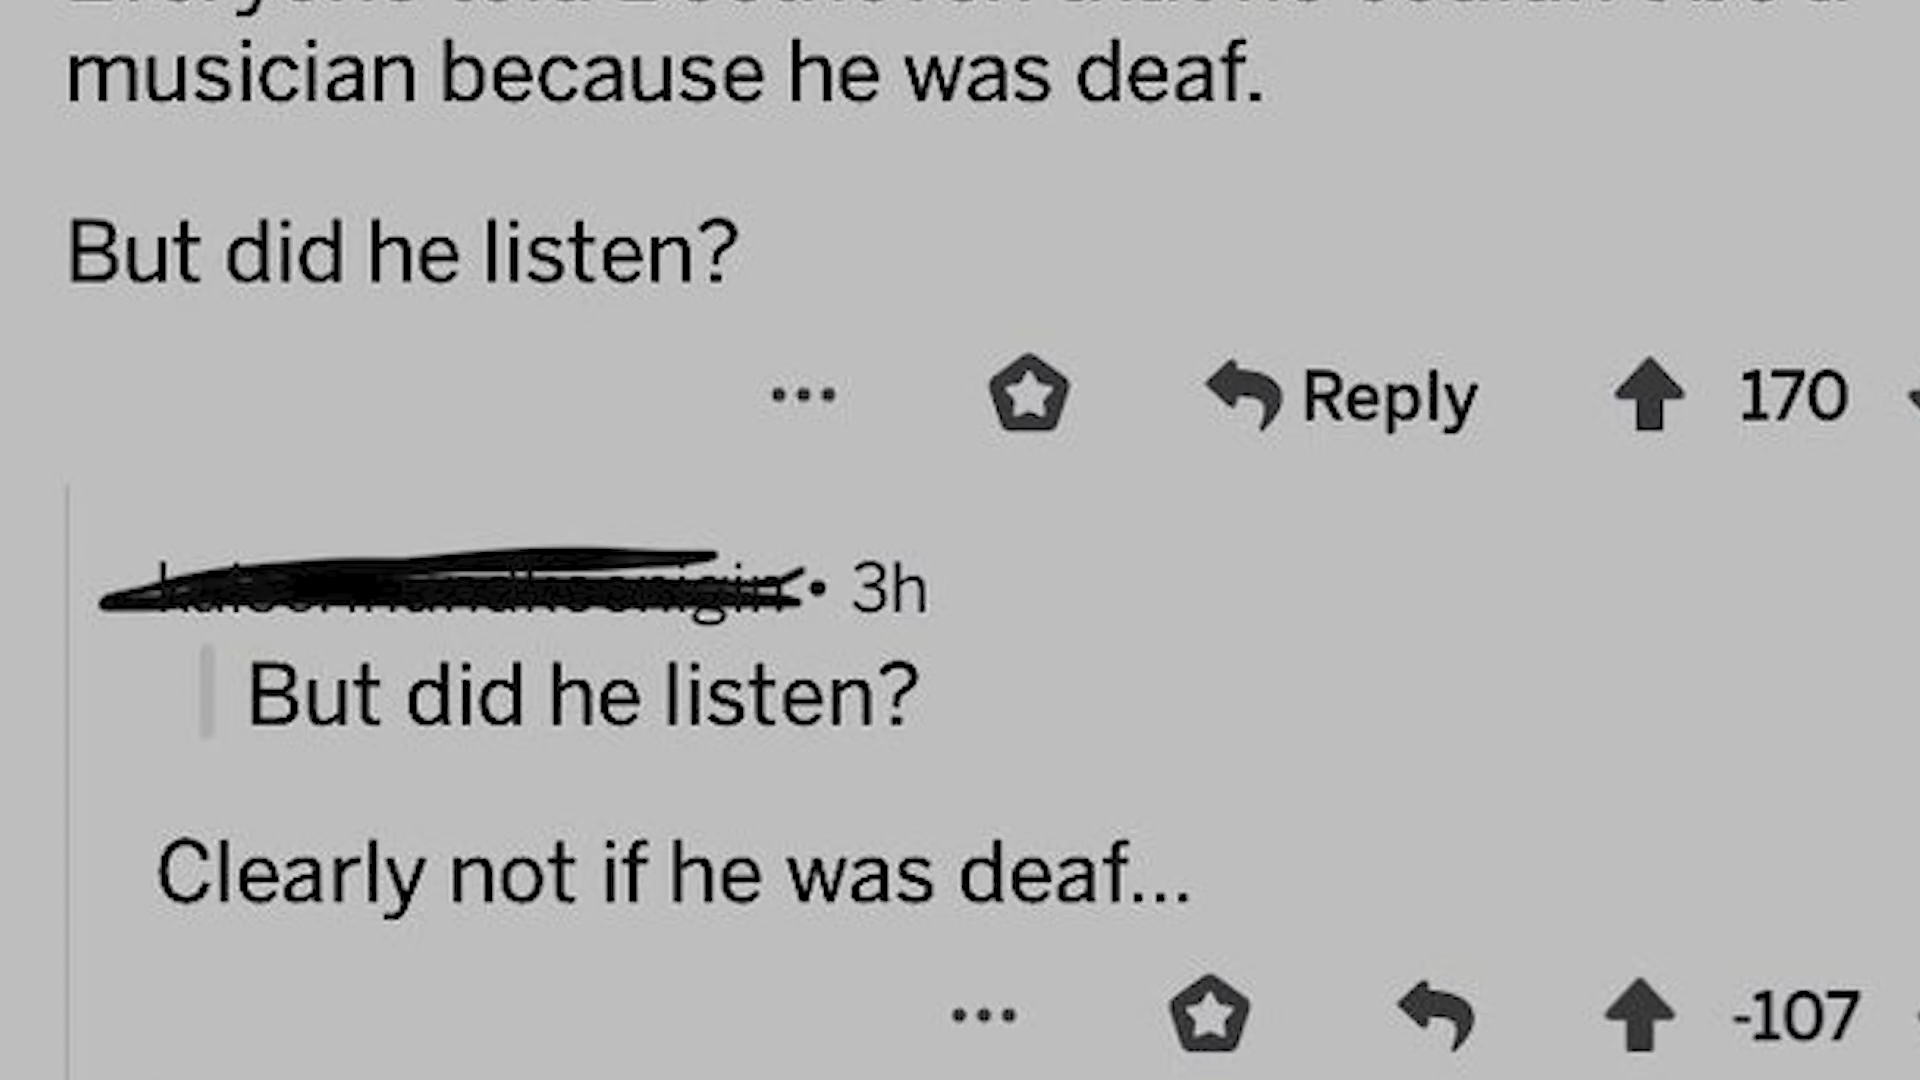 musician because he was deaf.
But did he listen?
Reply 170
• 3h
But did he listen?
Clearly not if he was deaf...
-107